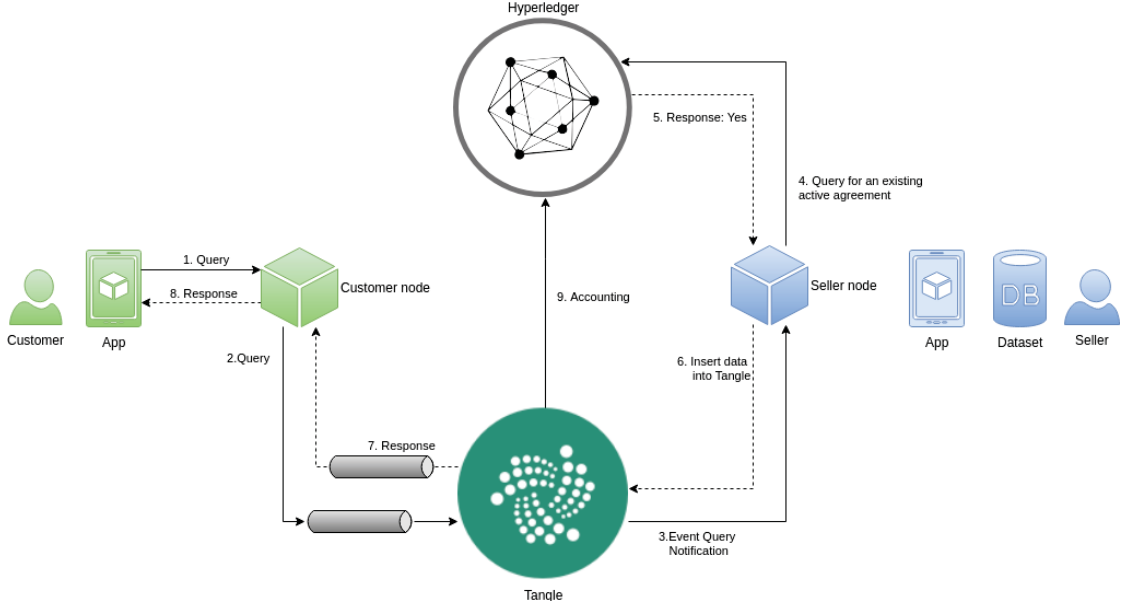 Hyperledger
5. Response: Yes
4. Query for an existing
active agreement
1. Query
8. Response
Customer node
9. Accounting
Seller node
DB
Customer
App
App
Dataset
Seller
2.Query
6. Insert data
into Tangle
7. Response
3.Event Query
Notification
Tangle